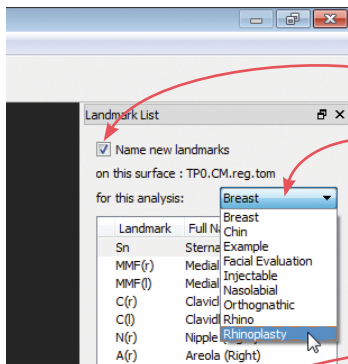 Landmark List
Name new landmarks
on this surface : TP0.CM.reg.tom
for this analysis: Breast
Breast
Chin
Example
Facial Evaluation
Injectable
Nasolabial
Orthognathic
Rhino
Rhinoplasty
Landmark Full
Sn Sterna
MMF(r) Medial
MMF(l) Medial
C(r) Clavicl
C(l) Clavicl
N(r) Nipple
A(r) Areola (Right)